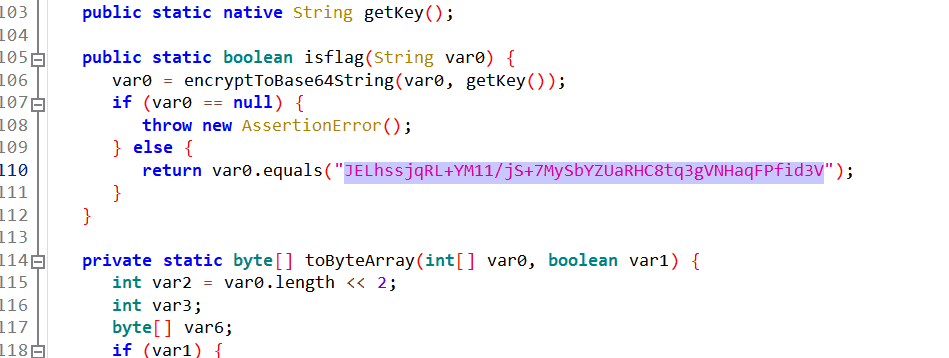 103 public static native String getKey();
104
105 public static boolean isflag(String var0) {
106 var0 = encryptToBase64String(var0, getKey());
107 if (var0 == null) {
108 throw new AssertionError();
109 } else {
110 return var0.equals("JELhssjqRL+YM11/jS+7MySbYZUaRHC8tq3gVNHaqFPfid3V");
111 }
112 }
113
114 private static byte[] toByteArray(int[] var0, boolean var1) {
115 int var2 = var0.length << 2;
116 int var3;
117 byte[] var6;
118 if (var1) {